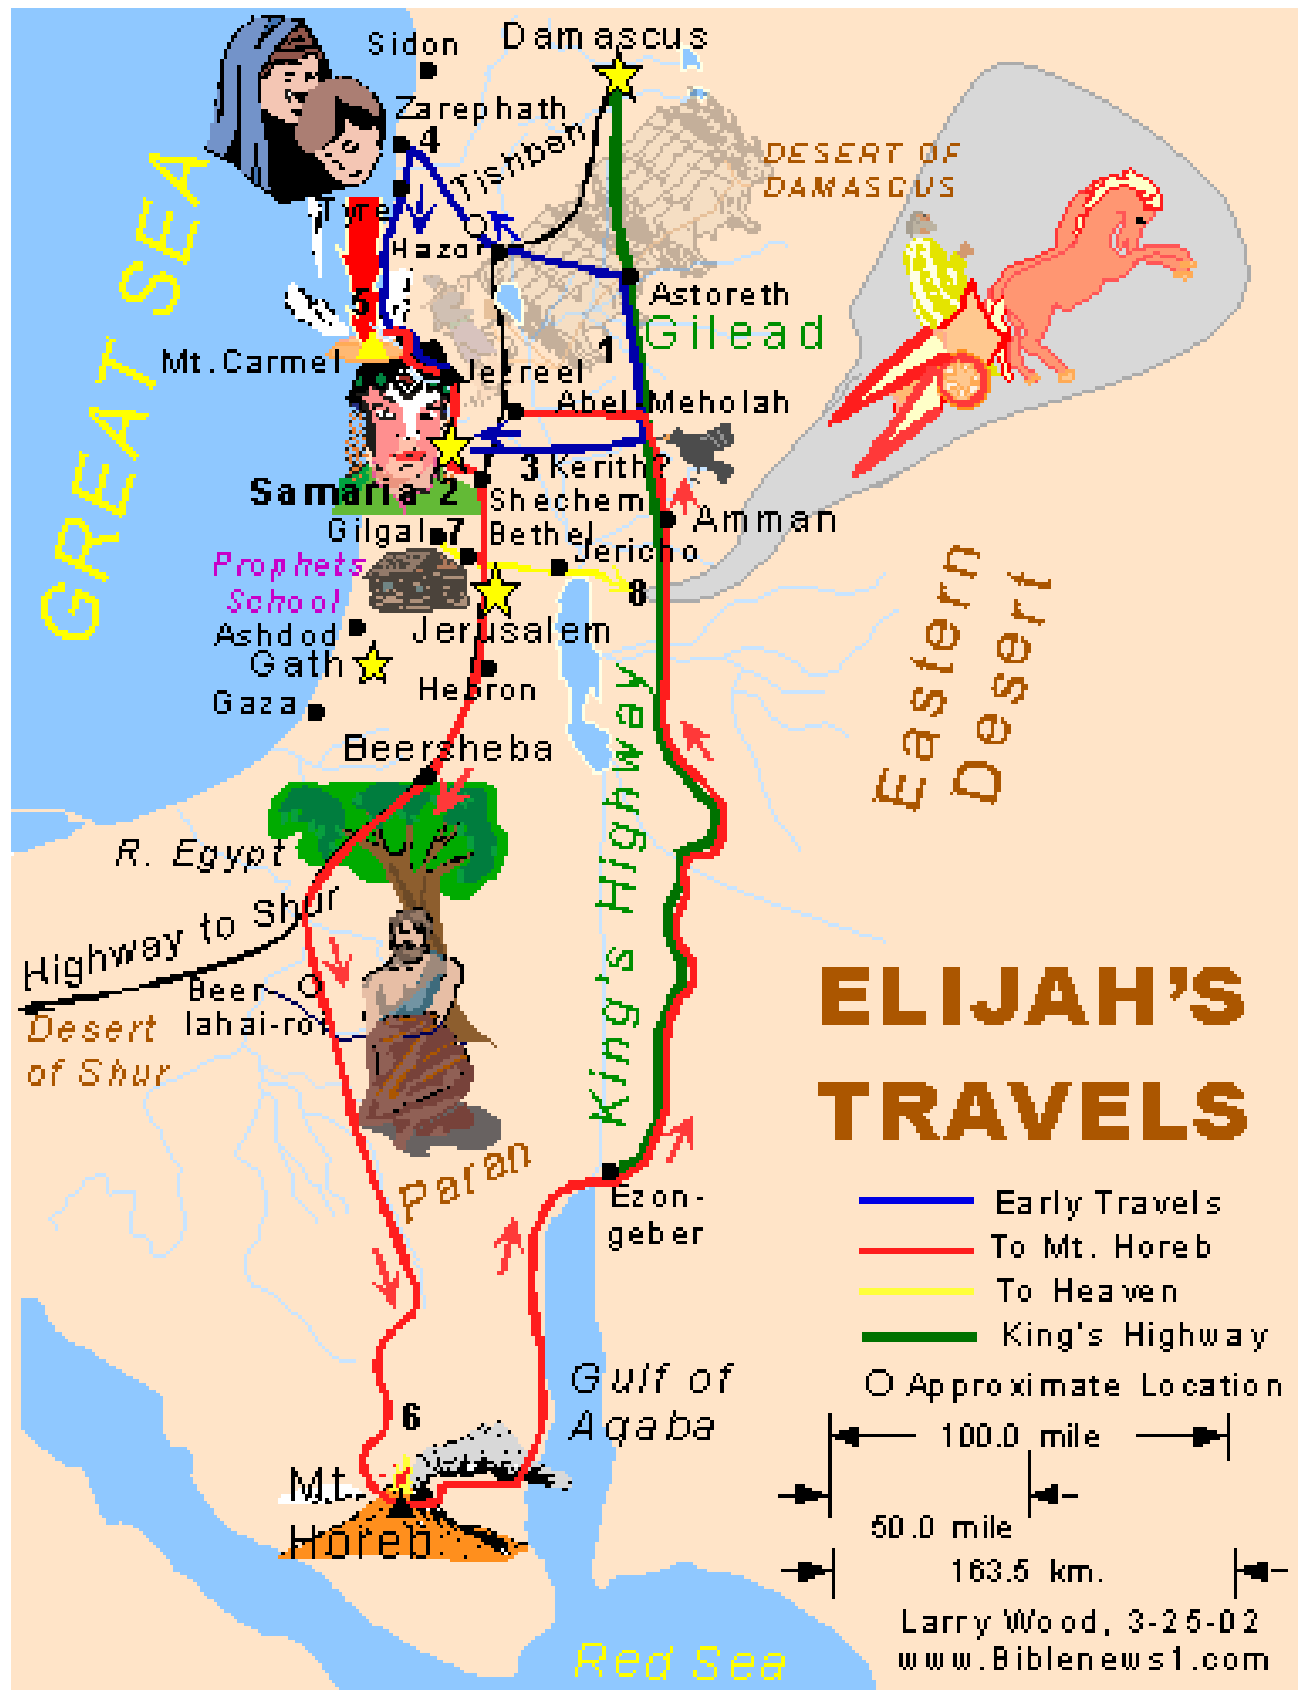 Sidon
Damascus
Zarephath
4
Tishbah
DESERT OF
DAMASCUS
Tyre
Hazor
GREAT SEA
5
Astoreth
Gilead
1
Mt. Carmel
Jezreel
Abel Meholah
3 Kerith?
Samaria 2
Shechem
Amman
Gilgal 7
Bethel
Jericho
Prophets
School
8
Ashdod
Jerusalem
Gath
Hebron
Gaza
Eastern
Desert
Beersheba
King's Highway
R. Egypt
Highway to Shur
Beer
lahai-roi
Desert
of Shur
ELIJAH'S
TRAVELS
Paran
Ezon-
geber
Early Travels
To Mt. Horeb
To Heaven
King's Highway
Approximate Location
Gulf of
Aqaba
6
100.0 mile
Mt.
Horeb
50.0 mile
163.5 km.
Larry Wood, 3-25-02
www.Biblenews1.com
Red Sea